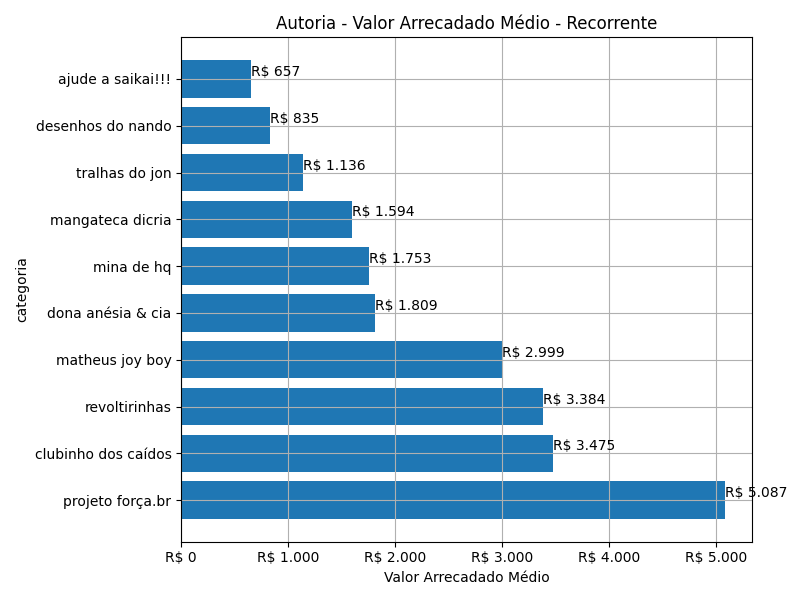 Autoria - Valor Arrecadado Médio - Recorrente
categoria
ajude a saikai!!! R$ 657
desenhos do nando R$ 835
tralhas do jon R$ 1.136
mangateca dicria R$ 1.594
mina de hq R$ 1.753
dona anésia & cia R$ 1.809
matheus joy boy R$ 2.999
revoltirinhas R$ 3.384
clubinho dos caídos R$ 3.475
projeto força.br R$ 5.087
R$ 0 R$ 1.000 R$ 2.000 R$ 3.000 R$ 4.000 R$ 5.000
Valor Arrecadado Médio